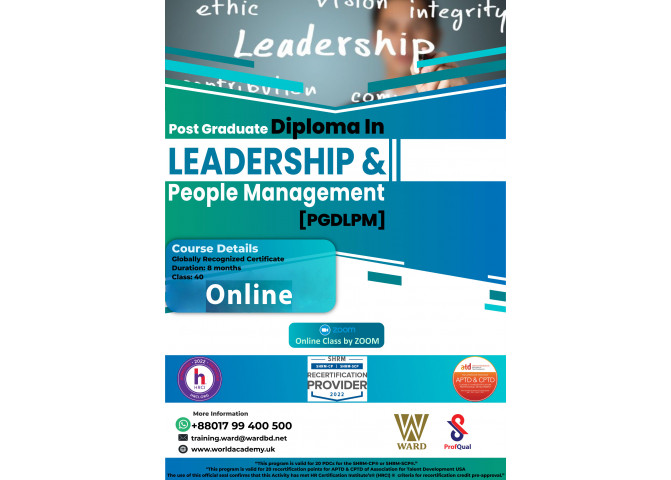 ethic
vision
integrity
Leadership
contribution
Post Graduate Diploma In
LEADERSHIP &
People Management
[PGDLPM]
Course Details
Globally Recognized Certificate
Duration: 8 months
Class: 40
Online
zoom
Online Class by ZOOM
2022
h
HRCI
HRCI.ORG
SHRM
SHRM-CP | SHRM-SCP
RECERTIFICATION
PROVIDER
2022
atd
APTD & CPTD
More Information
+88017 99 400 500
training.ward@wardbd.net
www.worldacademy.uk
W
WARD
ProfQual
"This program is valid for 20 PDCs for the SHRM-CP® or SHRM-SCP®."
"This program is valid for 29 recertification points for APTD & CPTD of Association for Talent Development USA
The use of this official seal confirms that this Activity has met HR Certification Institute's® (HRCI) ® criteria for recertification credit pre-approval."